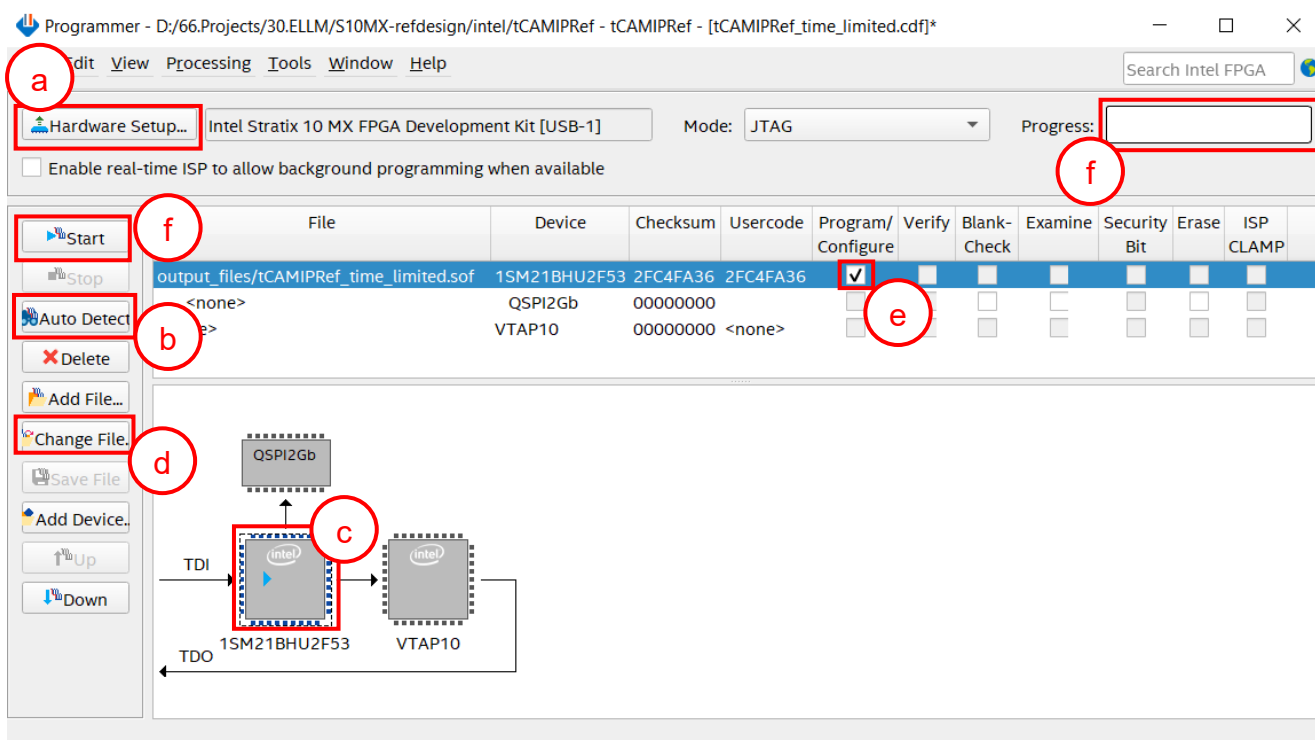 Programmer - D:/66.Projects/30.ELLM/S10MX-refdesign/intel/tCAMIPRef - tCAMIPRef - [tCAMIPRef_time_limited.cdf]*
a
dit View Processing Tools Window Help
Search Intel FPGA
Hardware Setup... Intel Stratix 10 MX FPGA Development Kit [USB-1] Mode: JTAG Progress:
f
Enable real-time ISP to allow background programming when available
Start
f
Stop
Auto Detect
b
Delete
Add File...
Change File.
d
Save File
Add Device.
Up
Down
File Device Checksum Usercode Program/ Configure Verify Blank- Check Examine Security Bit Erase ISP CLAMP
output_files/tCAMIPRef_time_limited.sof 1SM21BHU2F53 2FC4FA36 2FC4FA36
<none> QSPI2Gb 00000000
e
e> VTAP10 00000000 <none>
QSPI2Gb
c
TDI
intel
intel
1SM21BHU2F53
VTAP10
TDO